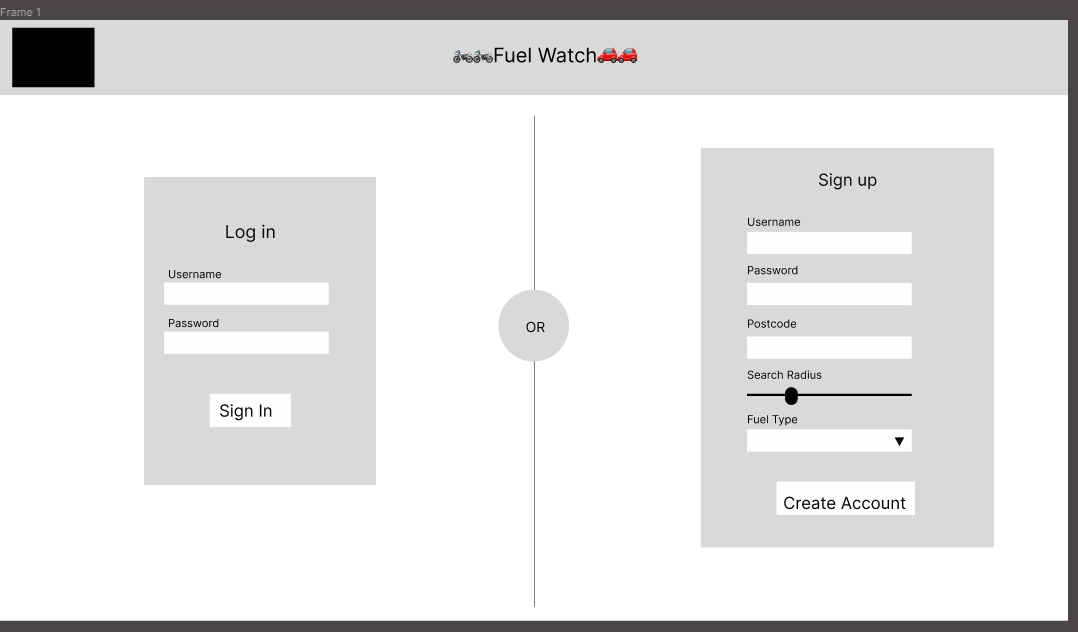 Frame 1
🏍️🏍️Fuel Watch🚗🚗
Log in
Username
Password
Sign In
OR
Sign up
Username
Password
Postcode
Search Radius
Fuel Type
▼
Create Account